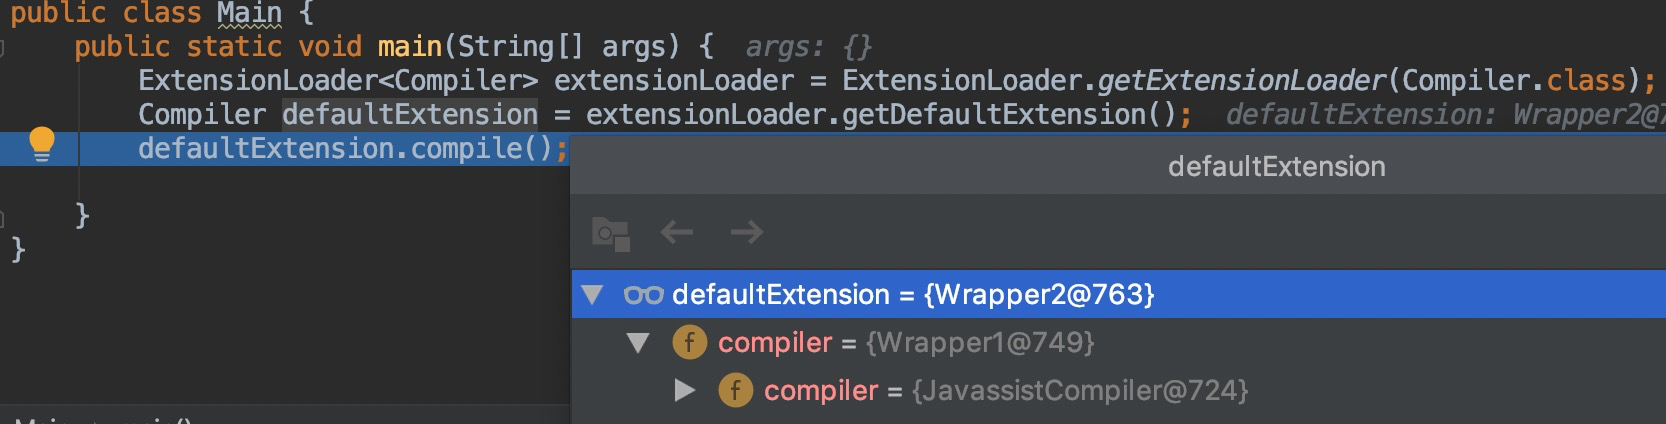 public class Main {
public static void main(String[] args) { args: {}
ExtensionLoader<Compiler> extensionLoader = ExtensionLoader.getExtensionLoader(Compiler.class);
Compiler defaultExtension = extensionLoader.getDefaultExtension(); defaultExtension: Wrapper2@7
defaultExtension.compile();
defaultExtension
}
}
defaultExtension = {Wrapper2@763}
f compiler = {Wrapper1@749}
f compiler = {JavassistCompiler@724}